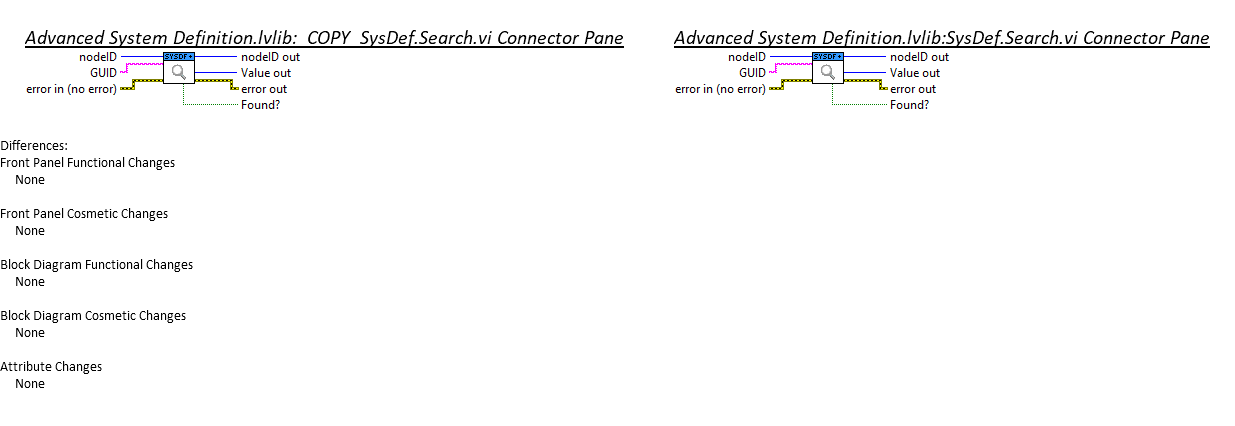 Advanced System Definition.lvlib:_COPY_SysDef.Search.vi Connector Pane
nodeID
GUID
error in (no error)
SYSDEF
nodeID out
Value out
error out
Found?
Advanced System Definition.lvlib:SysDef.Search.vi Connector Pane
nodeID
GUID
error in (no error)
SYSDEF
nodeID out
Value out
error out
Found?
Differences:
Front Panel Functional Changes
None
Front Panel Cosmetic Changes
None
Block Diagram Functional Changes
None
Block Diagram Cosmetic Changes
None
Attribute Changes
None